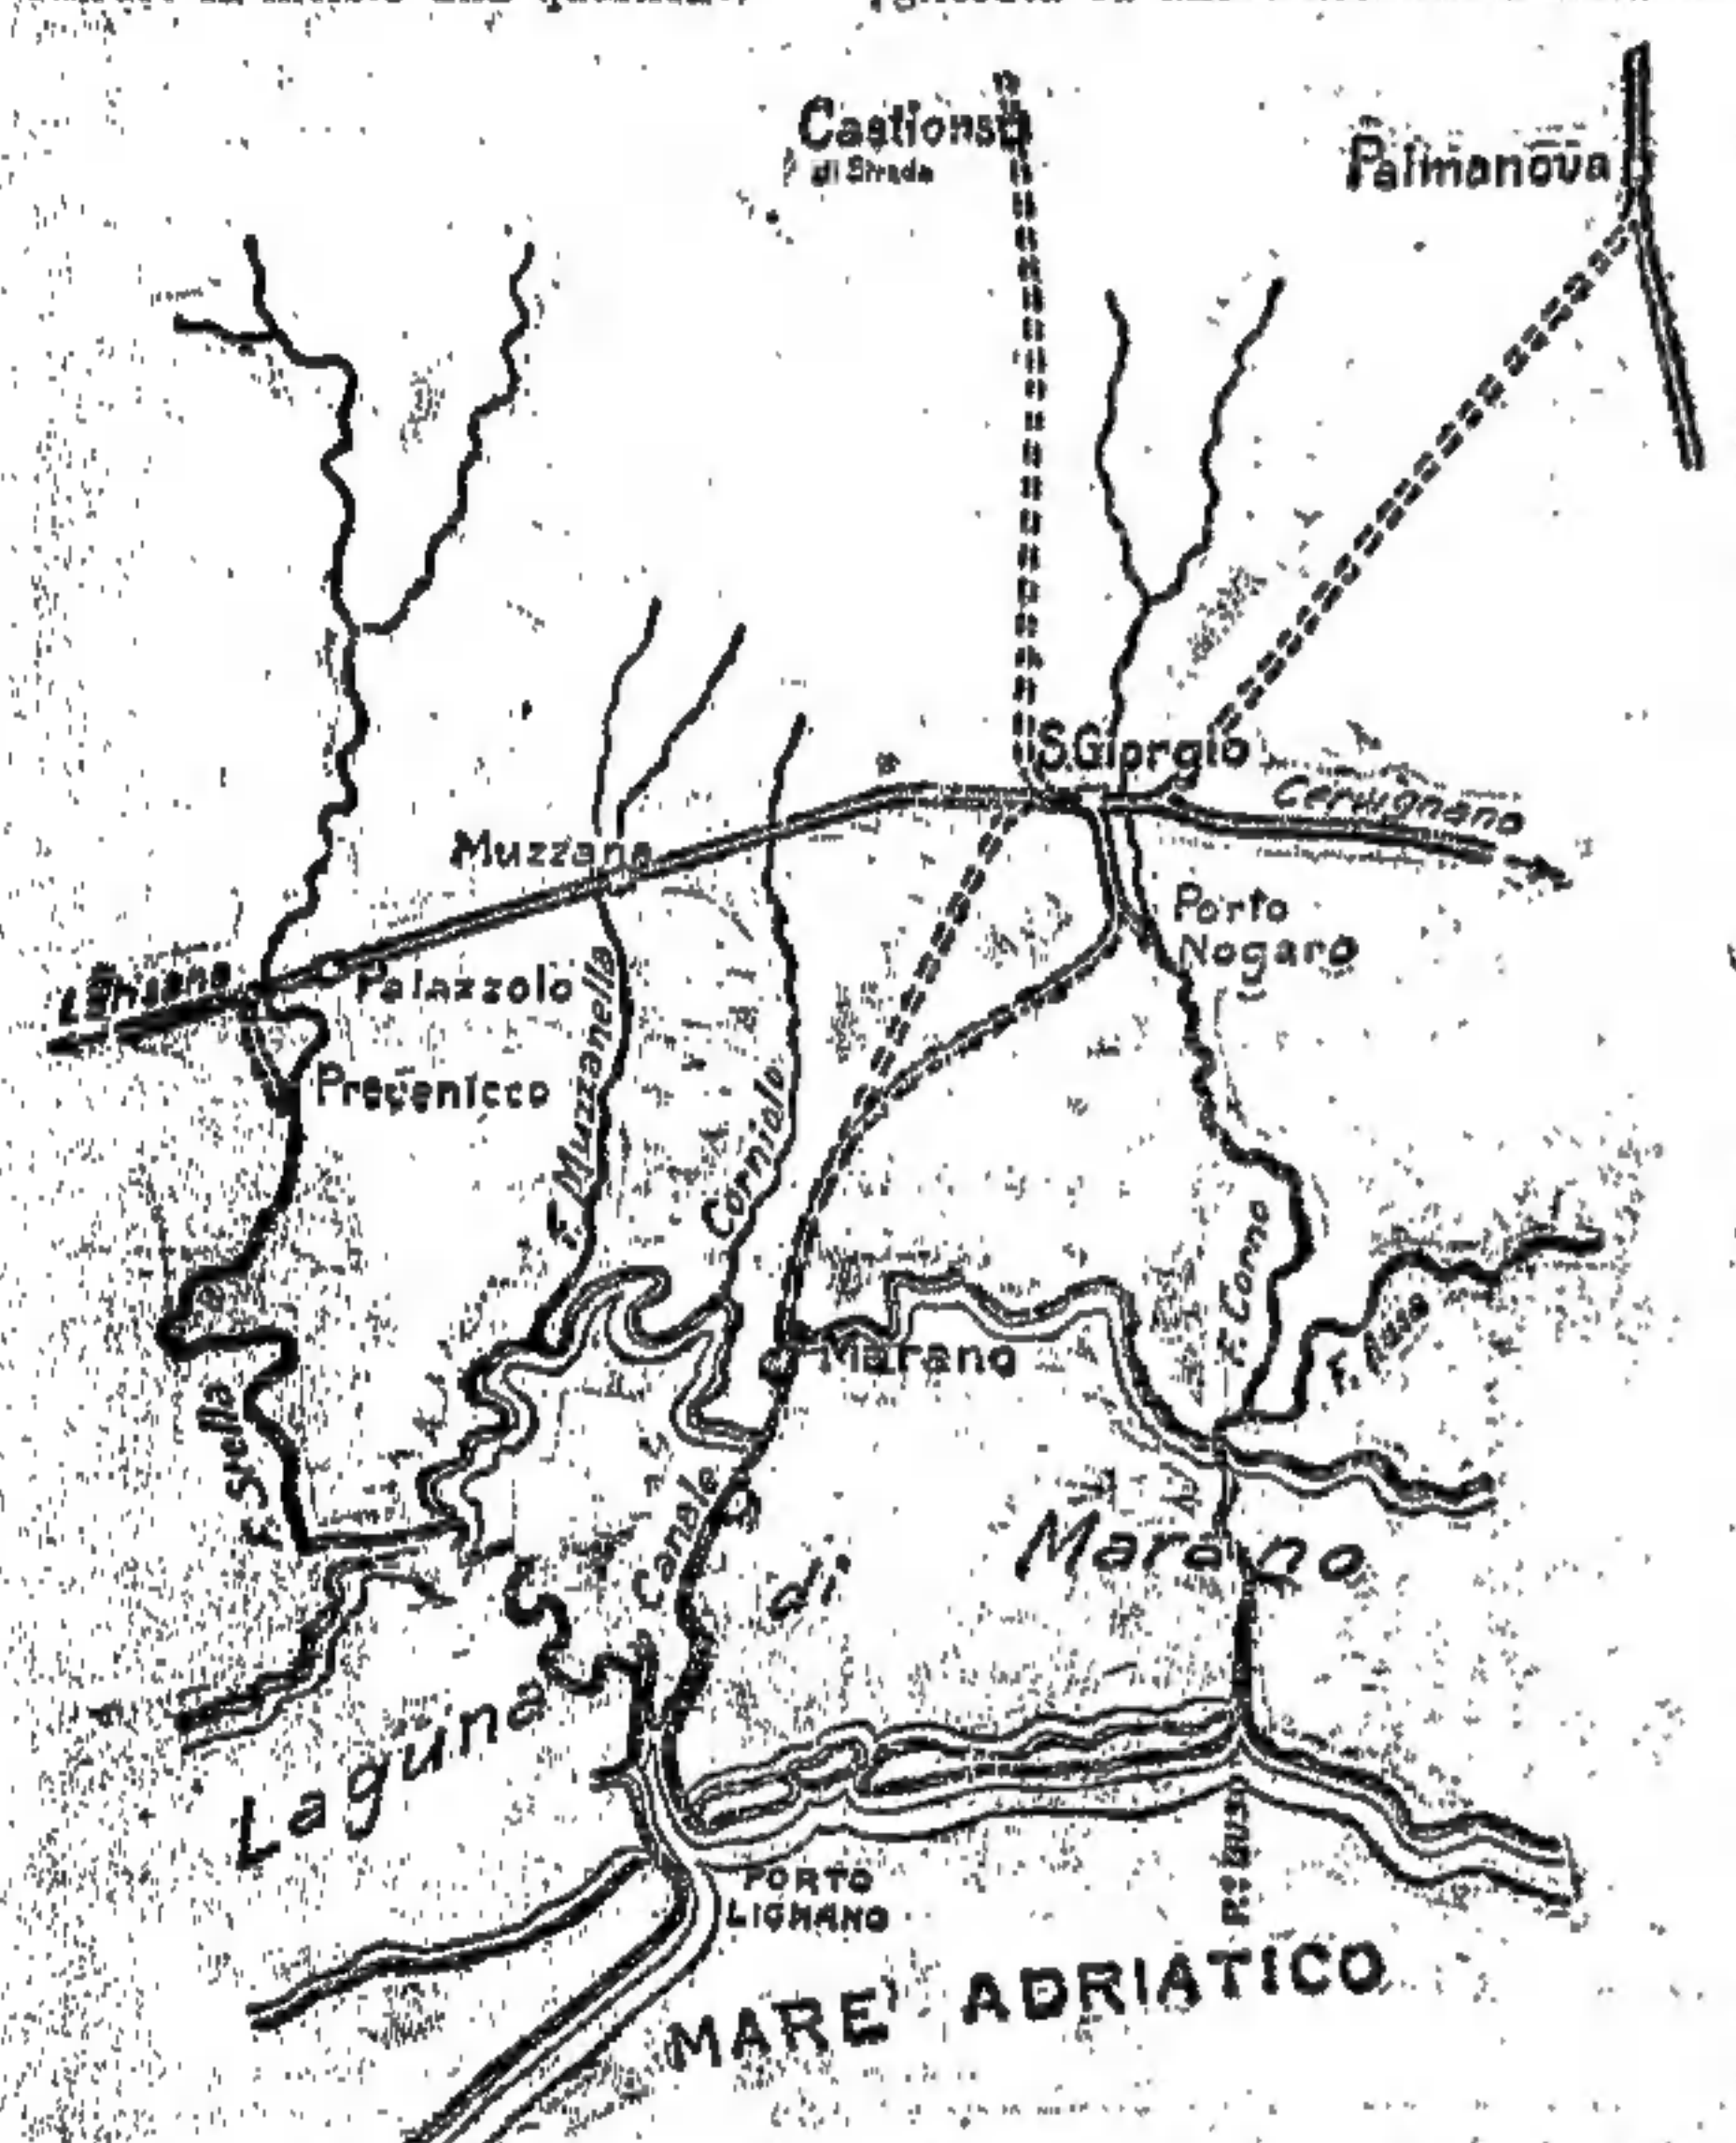 Castions
di Strada
Palmanova
S. Giorgio
Cervignano
Muzzana
Porto
Nogaro
Palazzolo
Precenicco
F. Muzzanella
Corniolo
F. Corno
F. Ausa
Marano
F. Stella
Canale
Laguna di Marano
PORTO
LIGNANO
MARE ADRIATICO